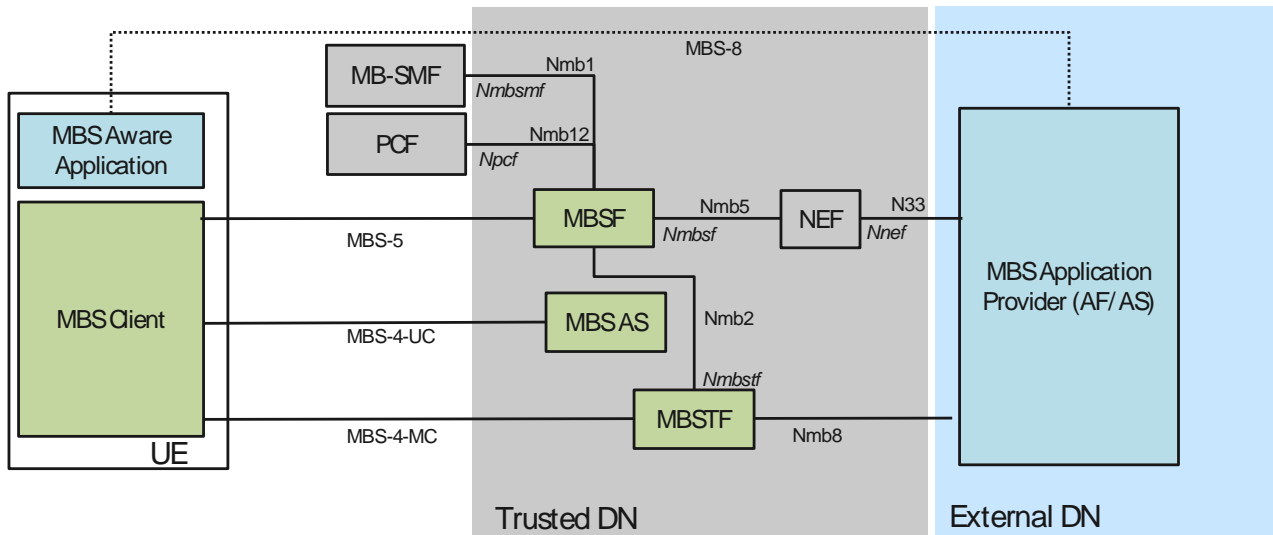 MBS-8
MB-SMF
Nmb1
Nmbsmf
MBS Aware
Application
PCF
Nmb12
Npcf
MBSF
Nmb5
Nmbsf
NEF
N33
Nnef
MBS-5
MBS Application
Provider (AF/AS)
MBS Client
MBS AS
MBS-4-UC
Nmb2
Nmbstf
MBSTF
MBS-4-MC
Nmb8
UE
Trusted DN
External DN